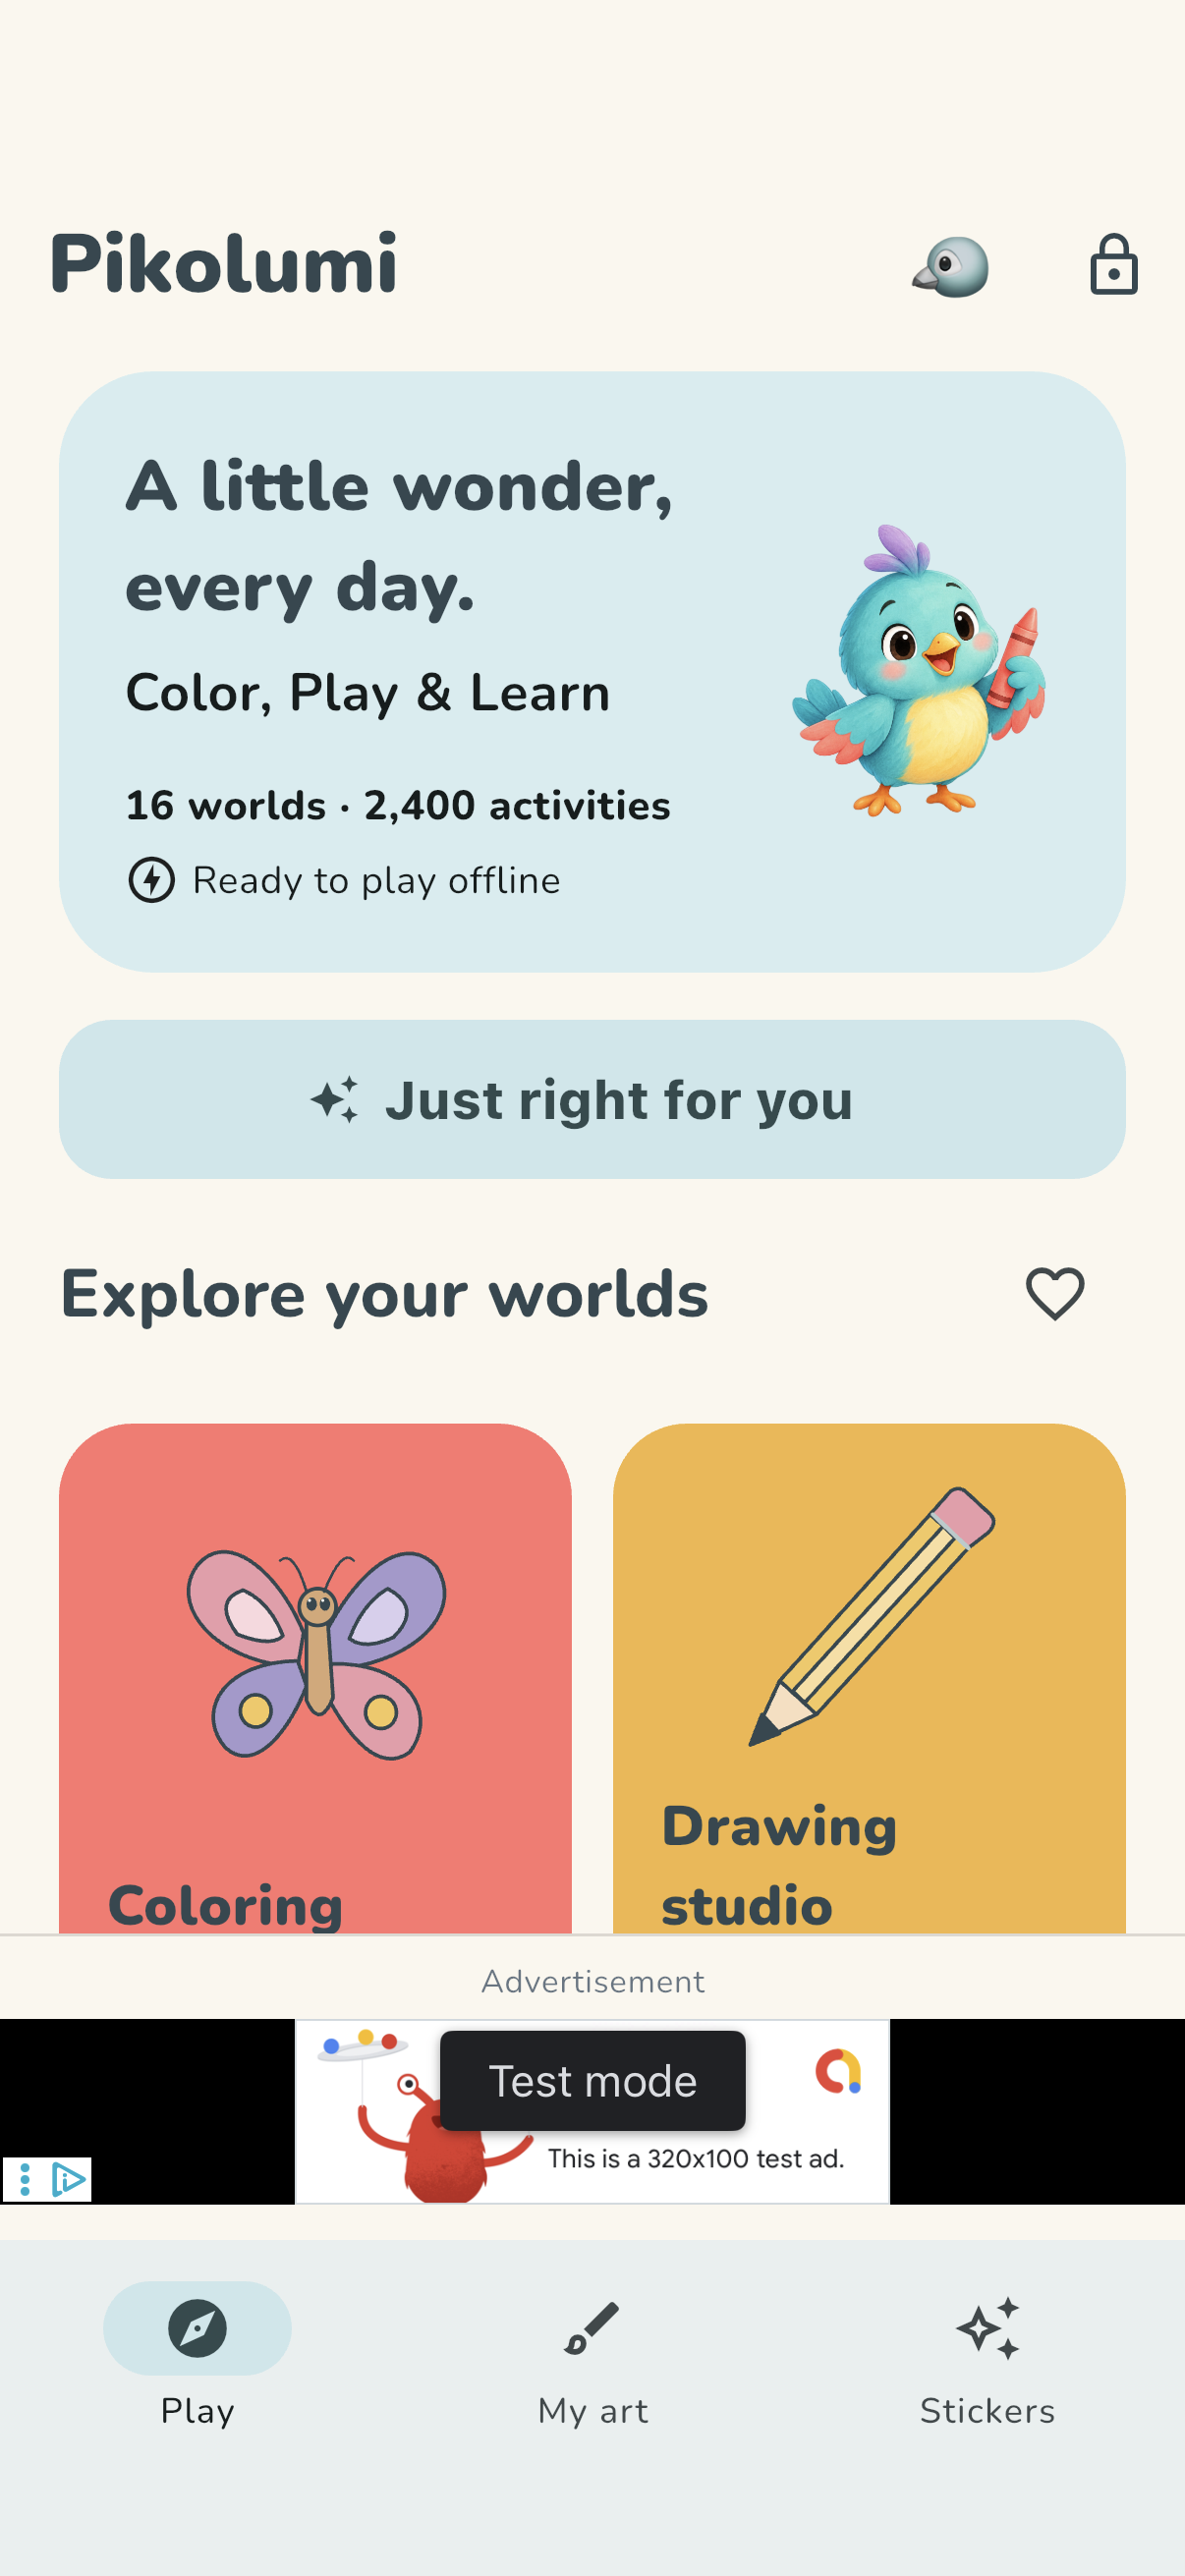 Pikolumi
A little wonder,
every day.
Color, Play & Learn
16 worlds · 2,400 activities
Ready to play offline
Just right for you
Explore your worlds
Coloring
Drawing
studio
Advertisement
Test mode
This is a 320x100 test ad.
Play
My art
Stickers